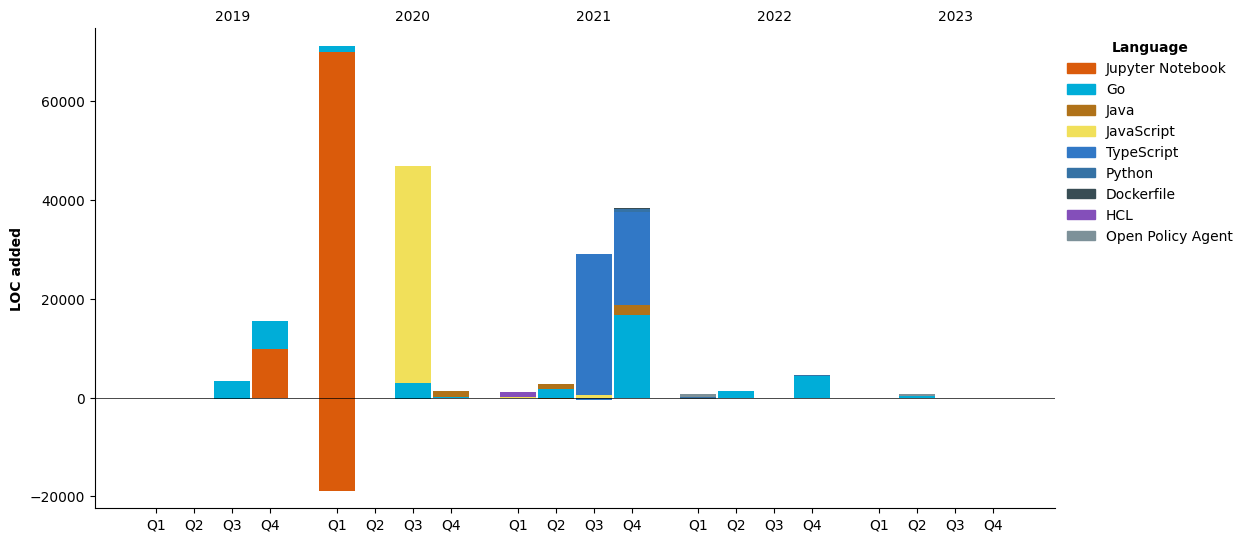 2019 2020 2021 2022 2023
LOC added
60000
40000
20000
0
−20000
Q1 Q2 Q3 Q4 Q1 Q2 Q3 Q4 Q1 Q2 Q3 Q4 Q1 Q2 Q3 Q4 Q1 Q2 Q3 Q4
Language
Jupyter Notebook
Go
Java
JavaScript
TypeScript
Python
Dockerfile
HCL
Open Policy Agent